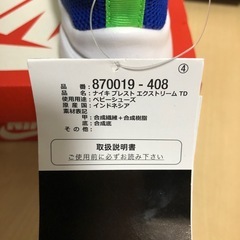 ④
品番:870019 - 408
品名:ナイキ プレスト エクストリーム TD
使用用途:ベビーシューズ
原産国:インドネシア
素材表記
甲:合成繊維+合成樹脂
底:合成底
その他:
取扱説明書
ご使用前に必ずお読み下さい